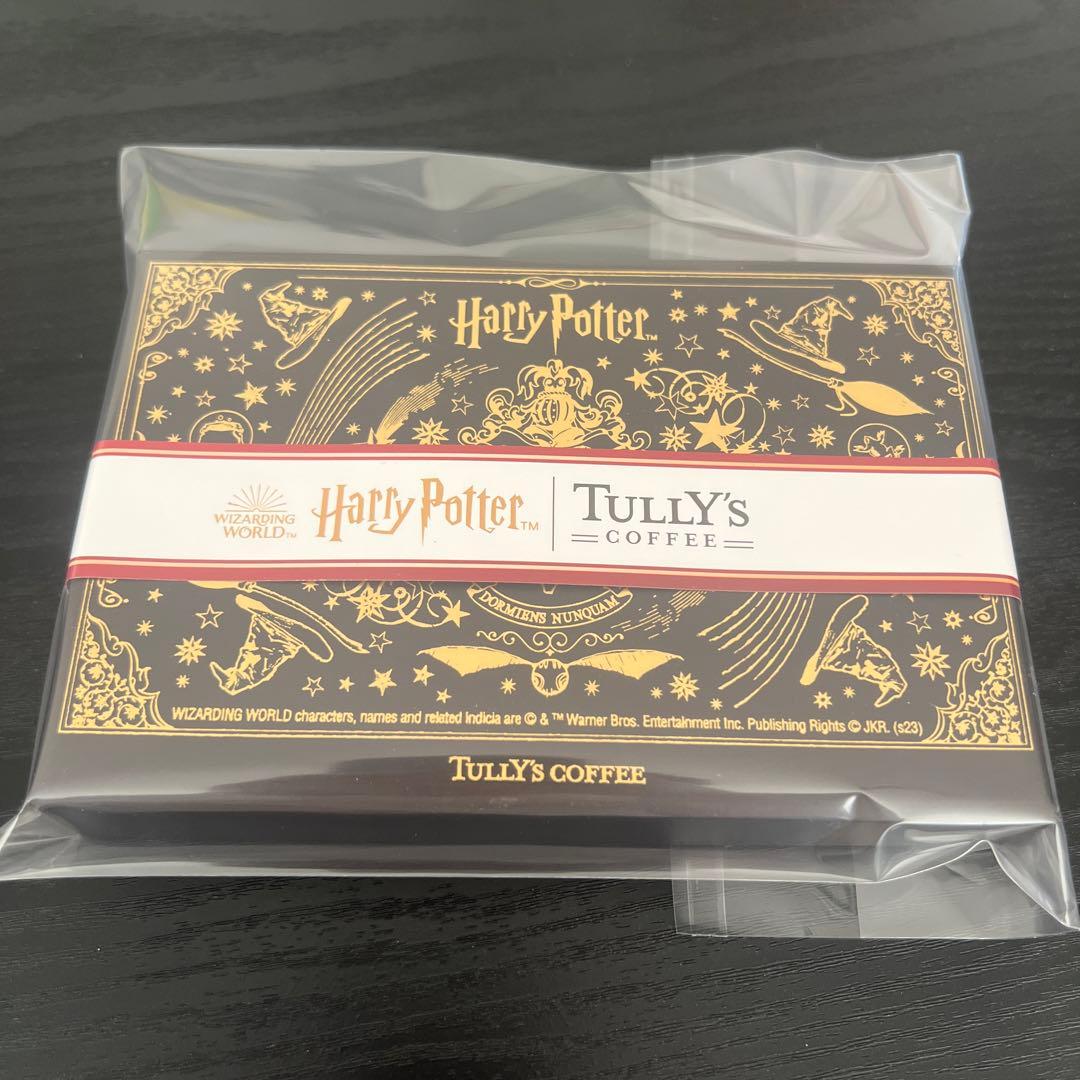 Harry Potter™
WIZARDING
WORLD™
Harry Potter™
TULLY'S
COFFEE
DORMIENS NUNQUAM
WIZARDING WORLD characters, names and related indicia are © & ™ Warner Bros. Entertainment Inc. Publishing Rights © JKR. (s23)
TULLY'S COFFEE